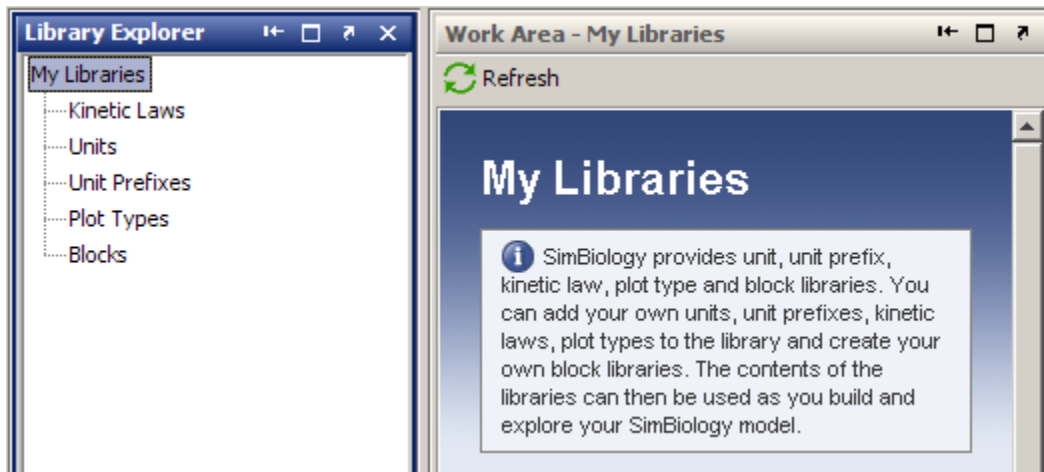 Library Explorer
My Libraries
Kinetic Laws
Units
Unit Prefixes
Plot Types
Blocks
Work Area - My Libraries
Refresh
My Libraries
SimBiology provides unit, unit prefix,
kinetic law, plot type and block libraries. You
can add your own units, unit prefixes, kinetic
laws, plot types to the library and create your
own block libraries. The contents of the
libraries can then be used as you build and
explore your SimBiology model.